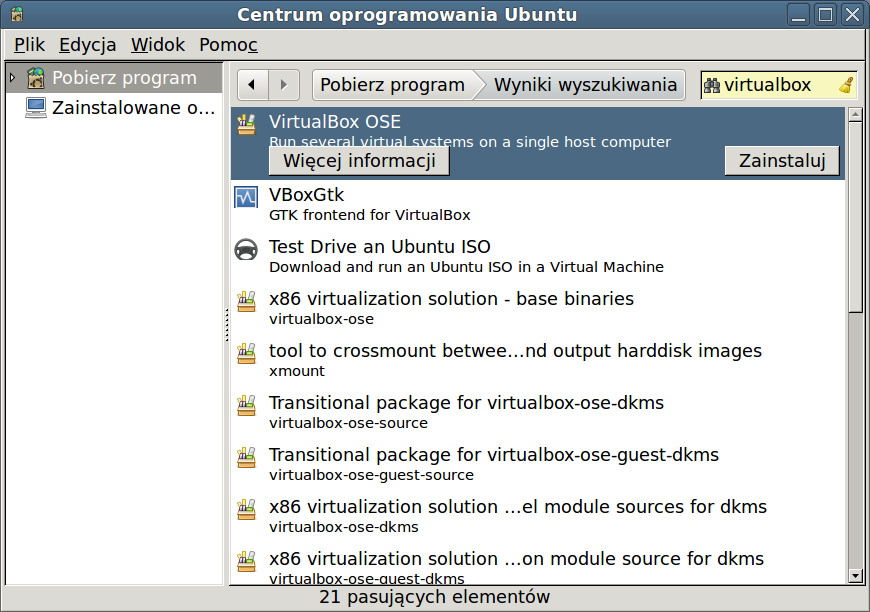 Centrum oprogramowania Ubuntu
Plik Edycja Widok Pomoc
Pobierz program
Zainstalowane o...
Pobierz program Wyniki wyszukiwania virtualbox
VirtualBox OSE
Run several virtual systems on a single host computer
Więcej informacji Zainstaluj
VBoxGtk
GTK frontend for VirtualBox
Test Drive an Ubuntu ISO
Download and run an Ubuntu ISO in a Virtual Machine
x86 virtualization solution - base binaries
virtualbox-ose
tool to crossmount betwee...nd output harddisk images
xmount
Transitional package for virtualbox-ose-dkms
virtualbox-ose-source
Transitional package for virtualbox-ose-guest-dkms
virtualbox-ose-guest-source
x86 virtualization solution ...el module sources for dkms
virtualbox-ose-dkms
x86 virtualization solution ...on module source for dkms
virtualbox-ose-guest-dkms
21 pasujących elementów